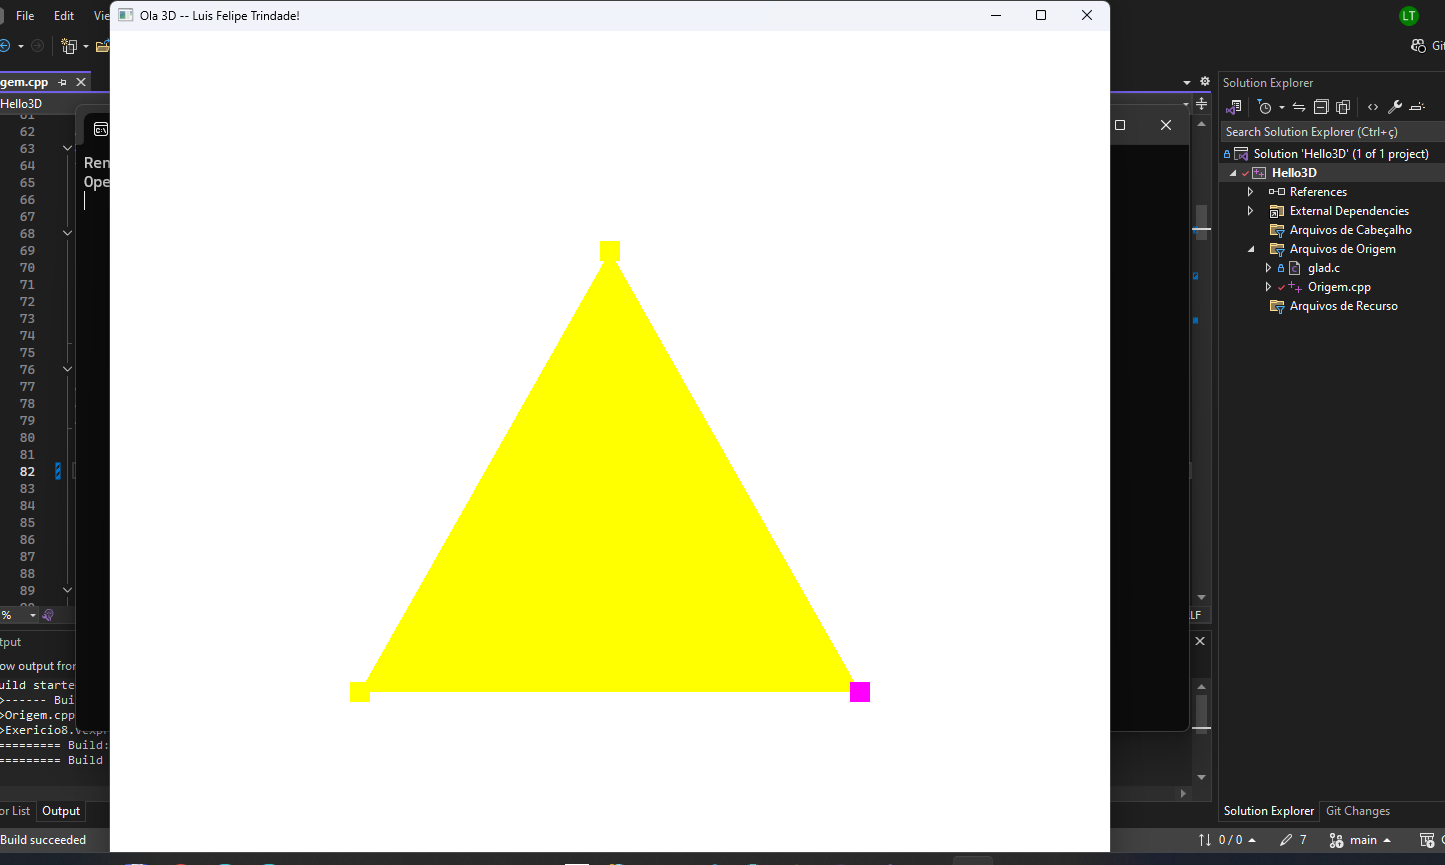 File Edit Vie
Ola 3D -- Luis Felipe Trindade!
LT
Git
gem.cpp
Hello3D
62
63
64
65
66
67
68
69
70
71
72
73
74
75
76
77
78
79
80
81
82
83
84
85
86
87
88
89
Ren
Ope
%
LF
tput
ow output from
uild starte
>------ Bui
>Origem.cpp
>Exericio8.vcxpr
========= Build:
========= Build
or List Output
Build succeeded
Solution Explorer
Search Solution Explorer (Ctrl+ç)
Solution 'Hello3D' (1 of 1 project)
Hello3D
References
External Dependencies
Arquivos de Cabeçalho
Arquivos de Origem
glad.c
Origem.cpp
Arquivos de Recurso
Solution Explorer Git Changes
0 / 0 7 main